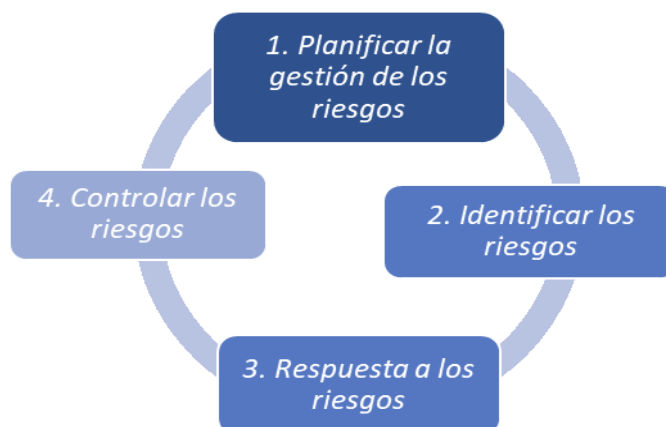 1. Planificar la
gestión de los
riesgos
2. Identificar los
riesgos
3. Respuesta a los
riesgos
4. Controlar los
riesgos